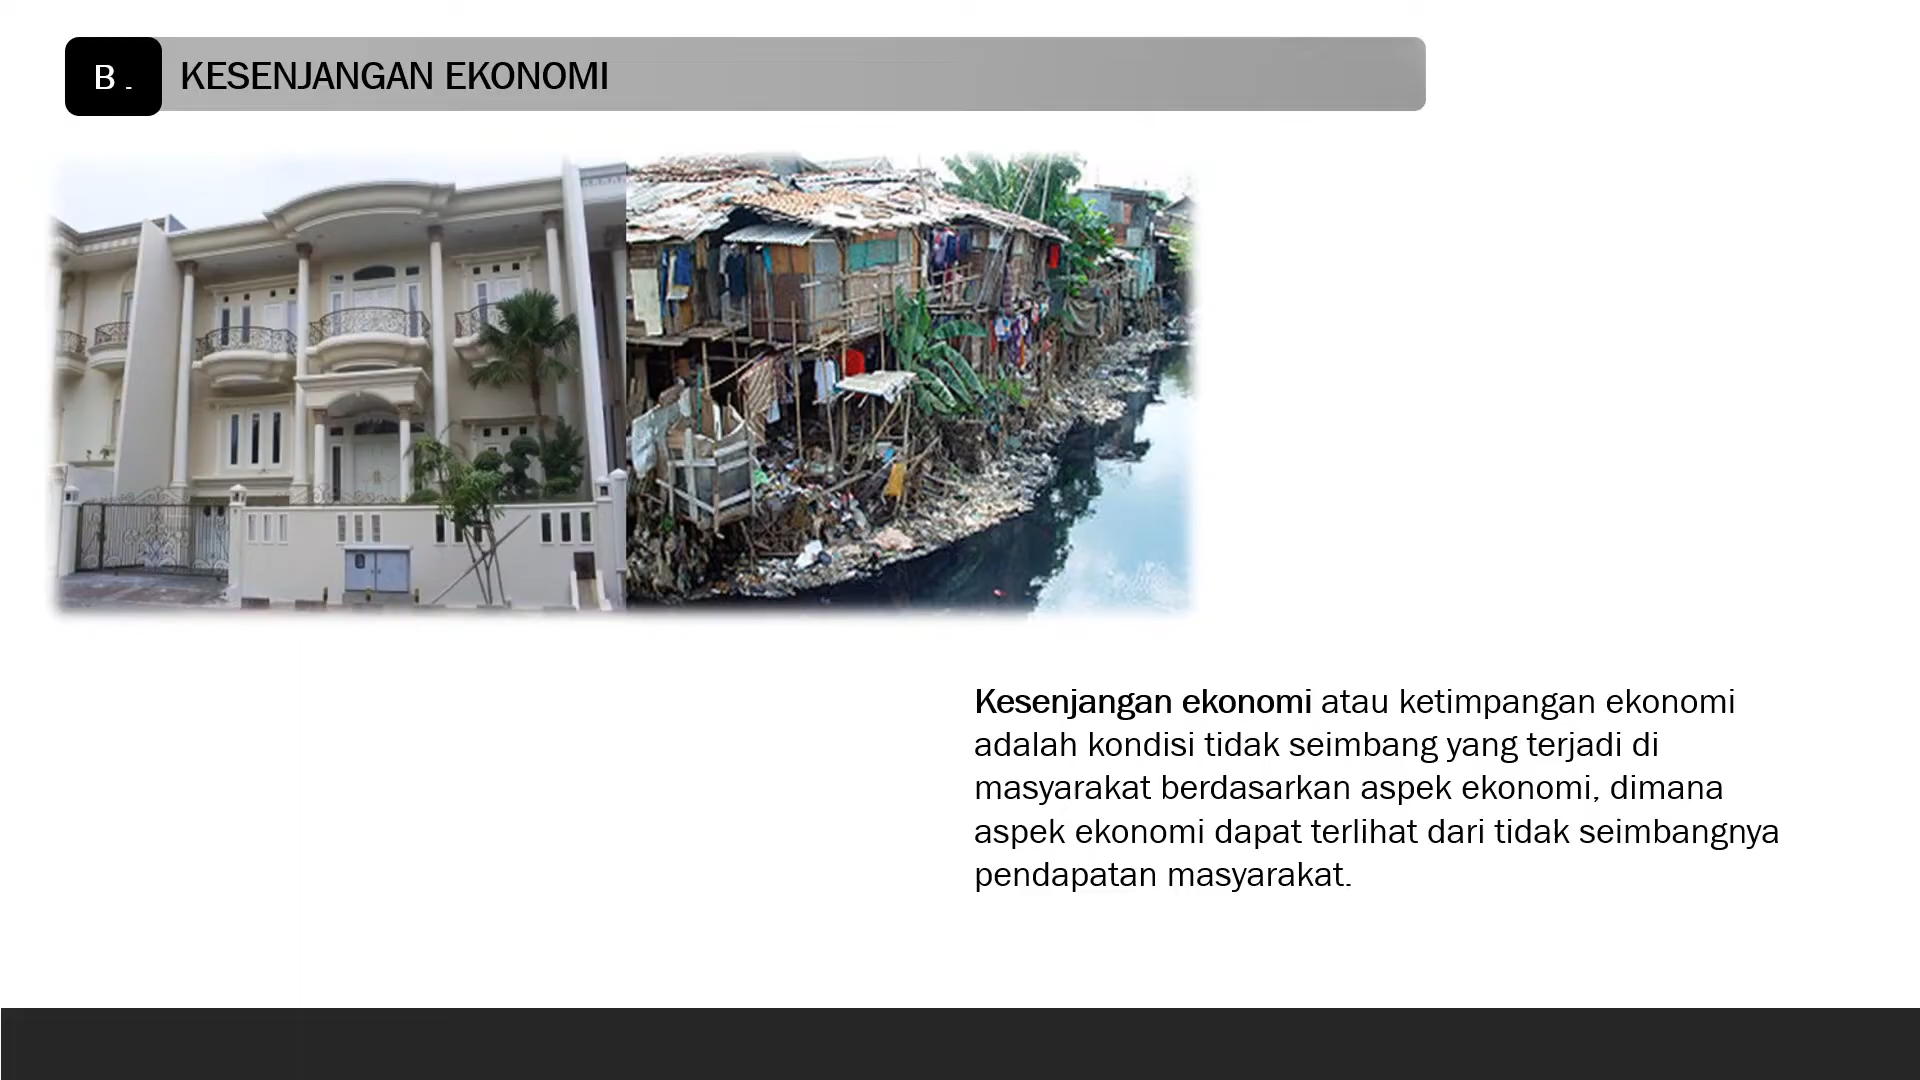 B .
KESENJANGAN EKONOMI
Kesenjangan ekonomi atau ketimpangan ekonomi
adalah kondisi tidak seimbang yang terjadi di
masyarakat berdasarkan aspek ekonomi, dimana
aspek ekonomi dapat terlihat dari tidak seimbangnya
pendapatan masyarakat.